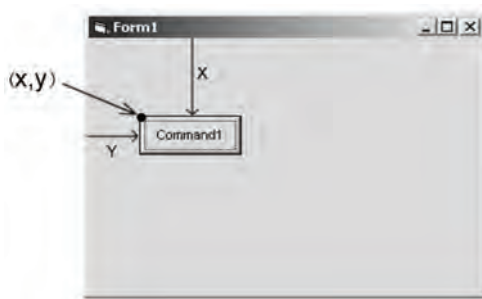 Form1
X
(x,y)
Command1
Y